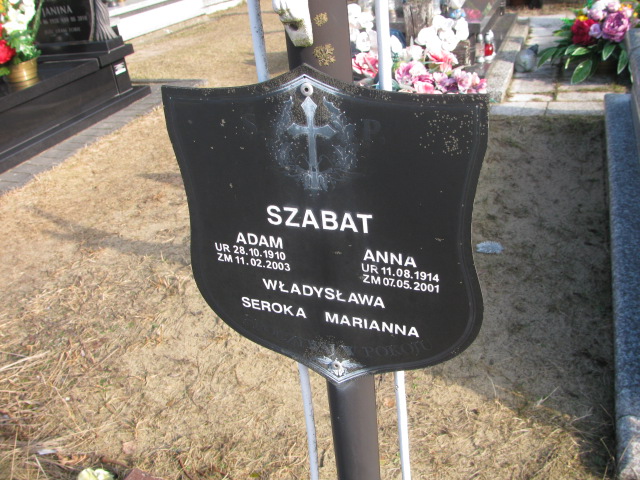 JANINA
SZABAT
ADAM
UR 28.10.1910
ZM 11.02.2003
ANNA
UR 11.08.1914
ZM 07.05.2001
WŁADYSŁAWA
SEROKA MARIANNA